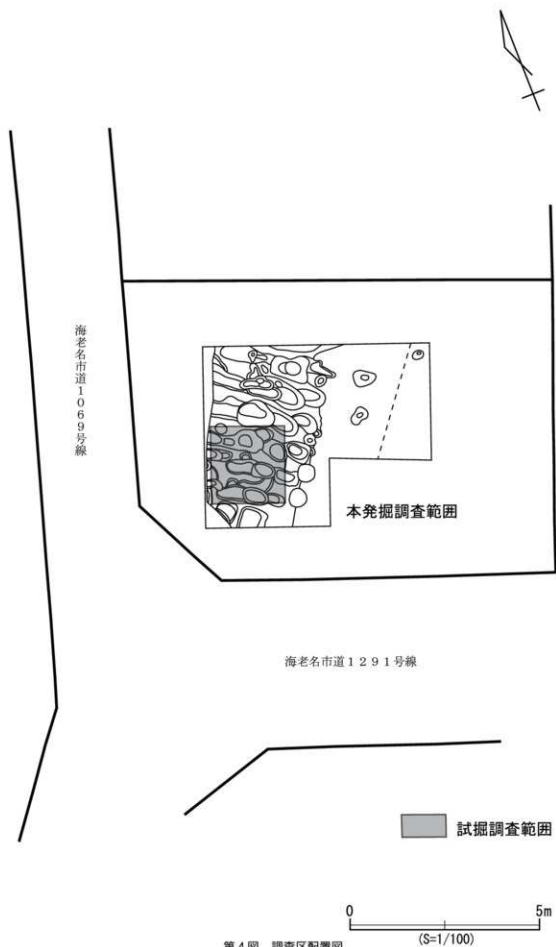 海老名市道1069号線
本発掘調査範囲
海老名市道1291号線
試掘調査範囲
0 5m
(S=1/100)
第4図 調査区配置図